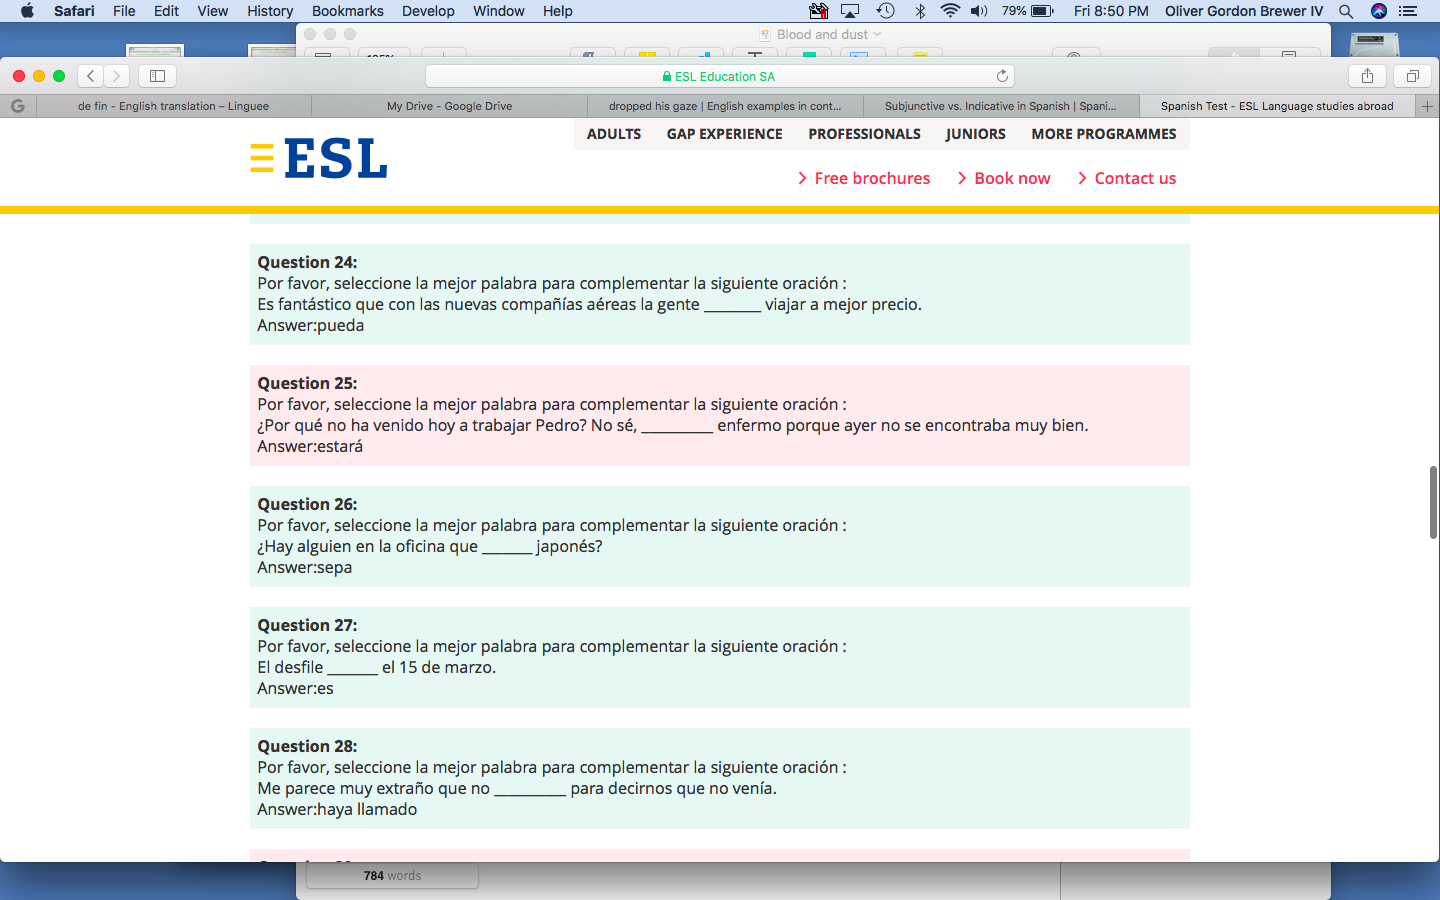 Safari File Edit View History Bookmarks Develop Window Help 79% Fri 8:50 PM Oliver Gordon Brewer IV
Blood and dust
ESL Education SA
de fin - English translation – Linguee My Drive - Google Drive dropped his gaze | English examples in cont... Subjunctive vs. Indicative in Spanish | Spani... Spanish Test - ESL Language studies abroad
ADULTS GAP EXPERIENCE PROFESSIONALS JUNIORS MORE PROGRAMMES
ESL
Free brochures Book now Contact us
Question 24:
Por favor, seleccione la mejor palabra para complementar la siguiente oración :
Es fantástico que con las nuevas compañías aéreas la gente ________ viajar a mejor precio.
Answer:pueda
Question 25:
Por favor, seleccione la mejor palabra para complementar la siguiente oración :
¿Por qué no ha venido hoy a trabajar Pedro? No sé, __________ enfermo porque ayer no se encontraba muy bien.
Answer:estará
Question 26:
Por favor, seleccione la mejor palabra para complementar la siguiente oración :
¿Hay alguien en la oficina que _______ japonés?
Answer:sepa
Question 27:
Por favor, seleccione la mejor palabra para complementar la siguiente oración :
El desfile _______ el 15 de marzo.
Answer:es
Question 28:
Por favor, seleccione la mejor palabra para complementar la siguiente oración :
Me parece muy extraño que no __________ para decirnos que no venía.
Answer:haya llamado
784 words